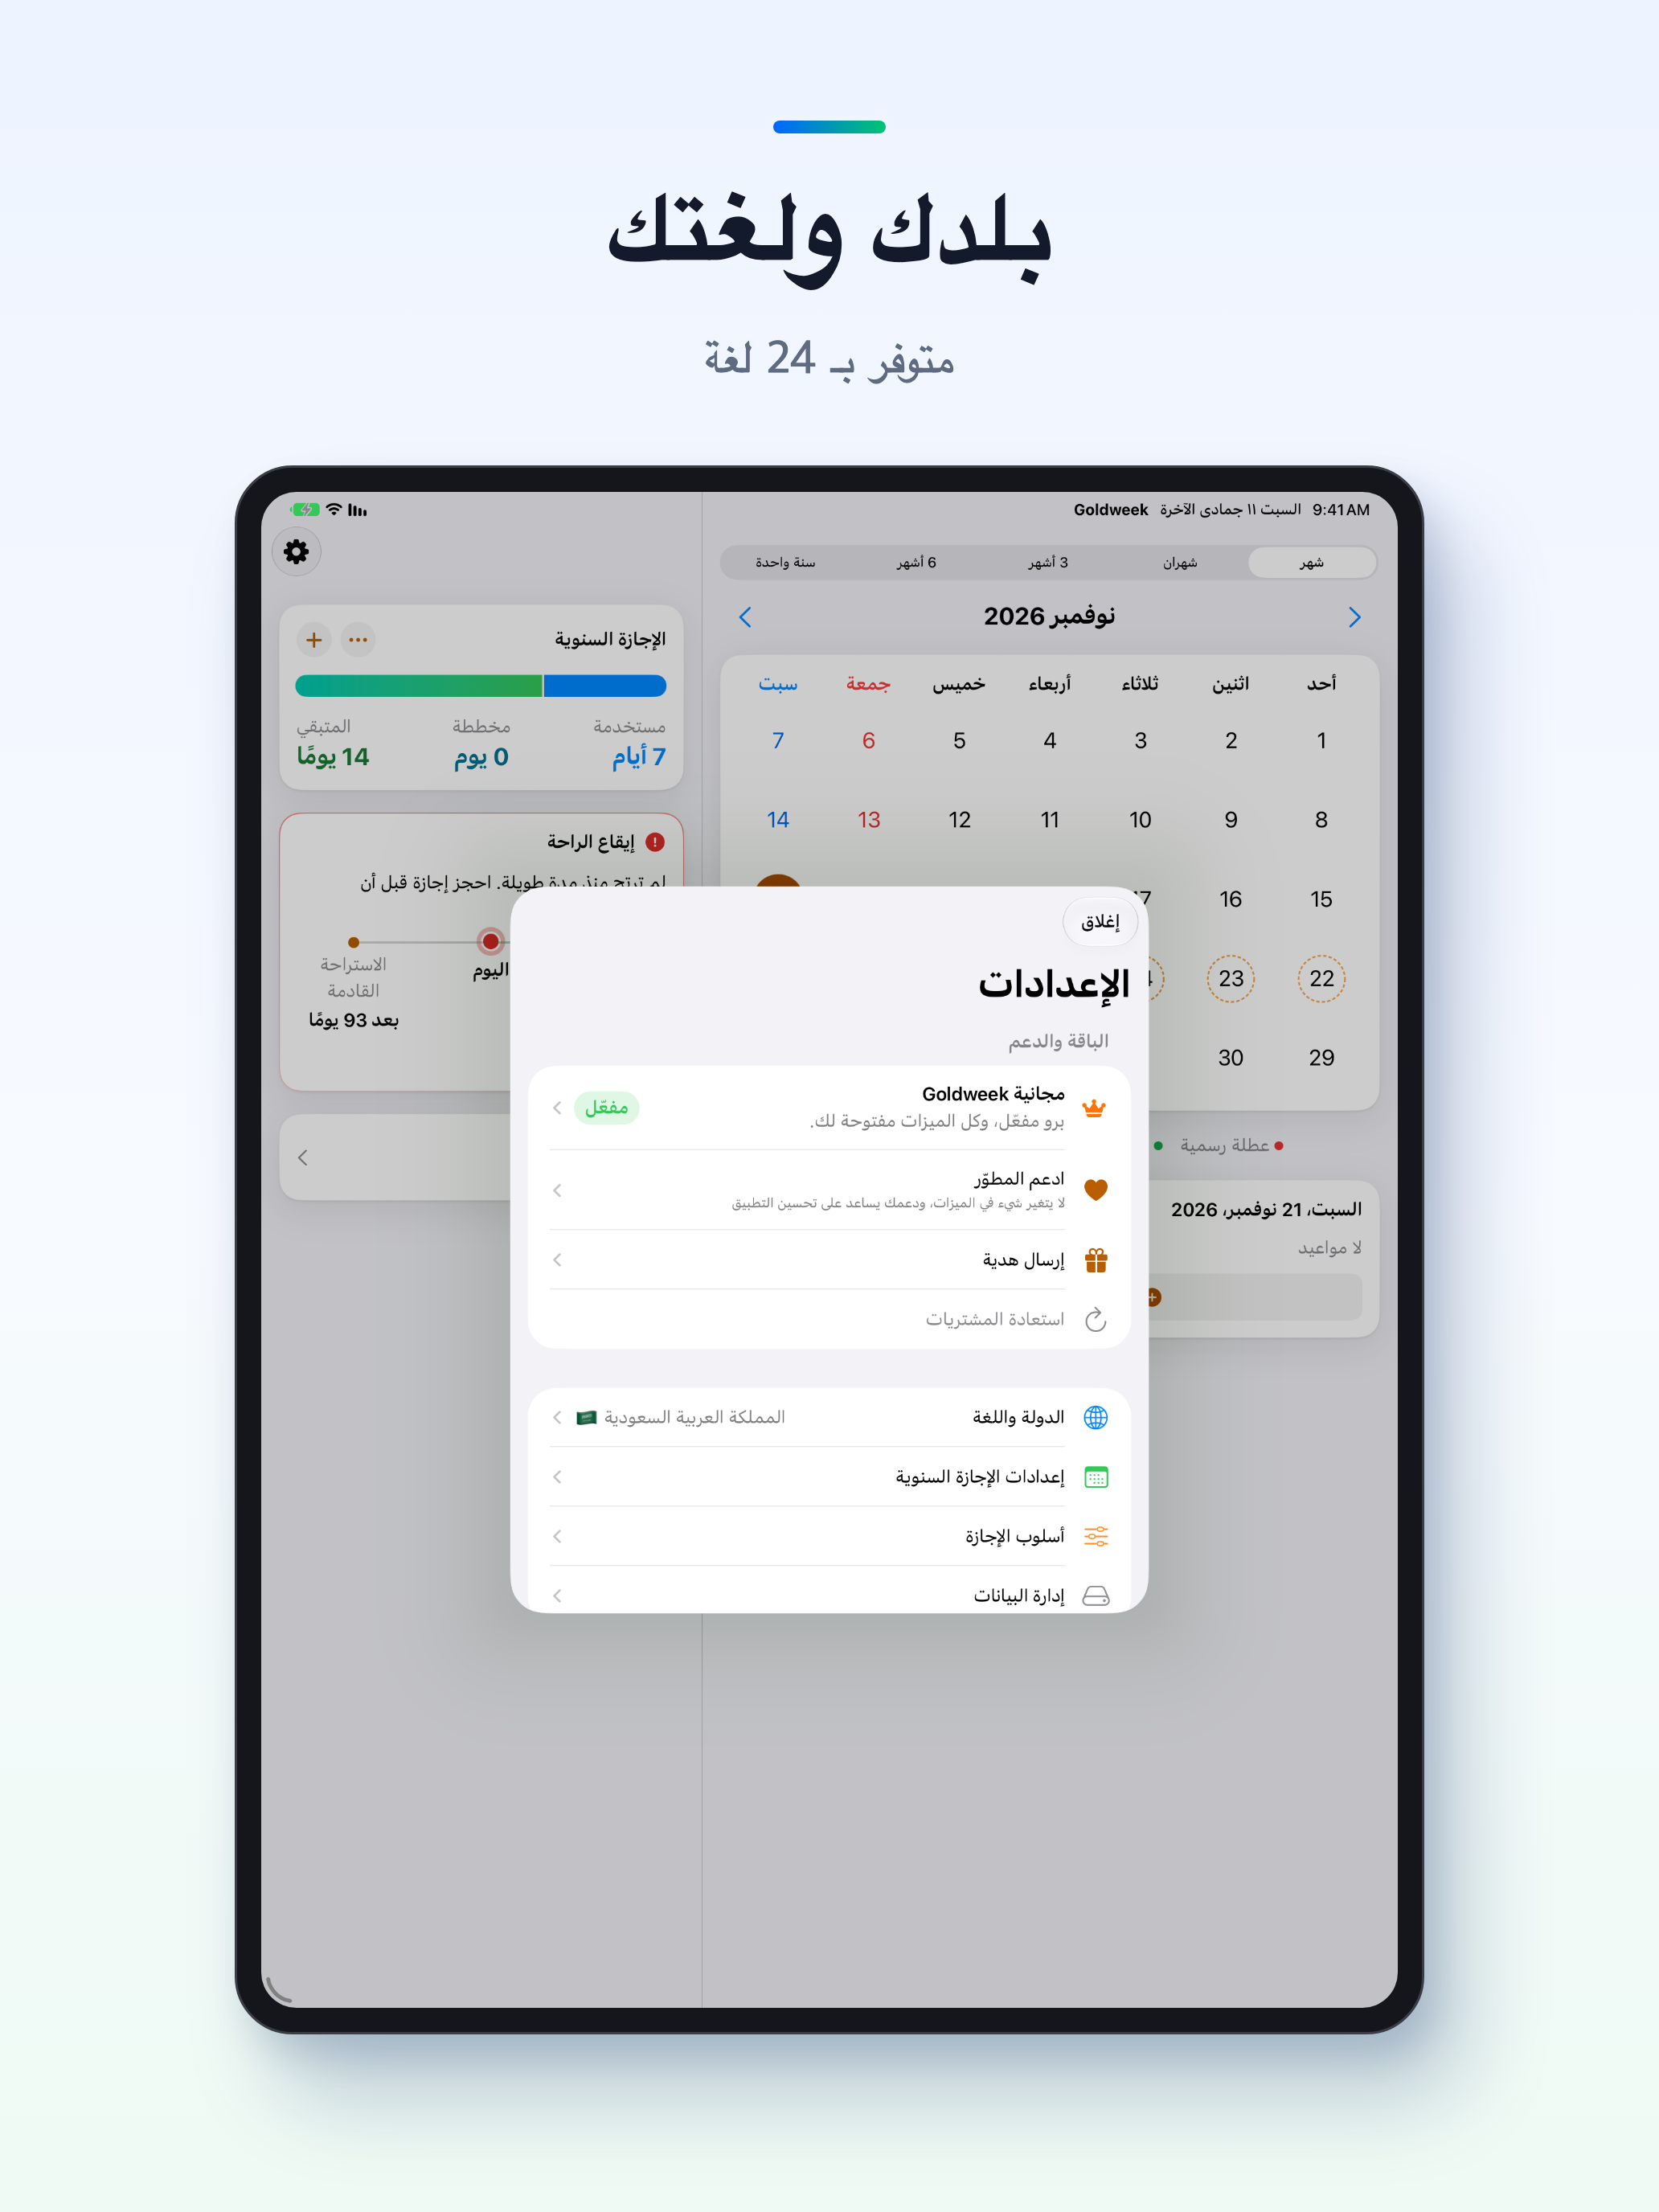 بلدك ولغتك
متوفر بـ 24 لغة
9:41 AM السبت ١١ جمادى الآخرة Goldweek
شهر شهران 3 أشهر 6 أشهر سنة واحدة
نوفمبر 2026
أحد اثنين ثلاثاء أربعاء خميس جمعة سبت
1 2 3 4 5 6 7
8 9 10 11 12 13 14
15 16
22 23
29 30
عطلة رسمية
السبت، 21 نوفمبر، 2026
لا مواعيد
الإجازة السنوية
مستخدمة مخططة المتبقي
7 أيام 0 يوم 14 يومًا
إيقاع الراحة
لم ترتح منذ مدة طويلة. احجز إجازة قبل أن
اليوم
الاستراحة
القادمة
بعد 93 يومًا
إغلاق
الإعدادات
الباقة والدعم
مجانية Goldweek
برو مفعّل، وكل الميزات مفتوحة لك.
مفعّل
ادعم المطوّر
لا يتغير شيء في الميزات، ودعمك يساعد على تحسين التطبيق
إرسال هدية
استعادة المشتريات
الدولة واللغة المملكة العربية السعودية
إعدادات الإجازة السنوية
أسلوب الإجازة
إدارة البيانات